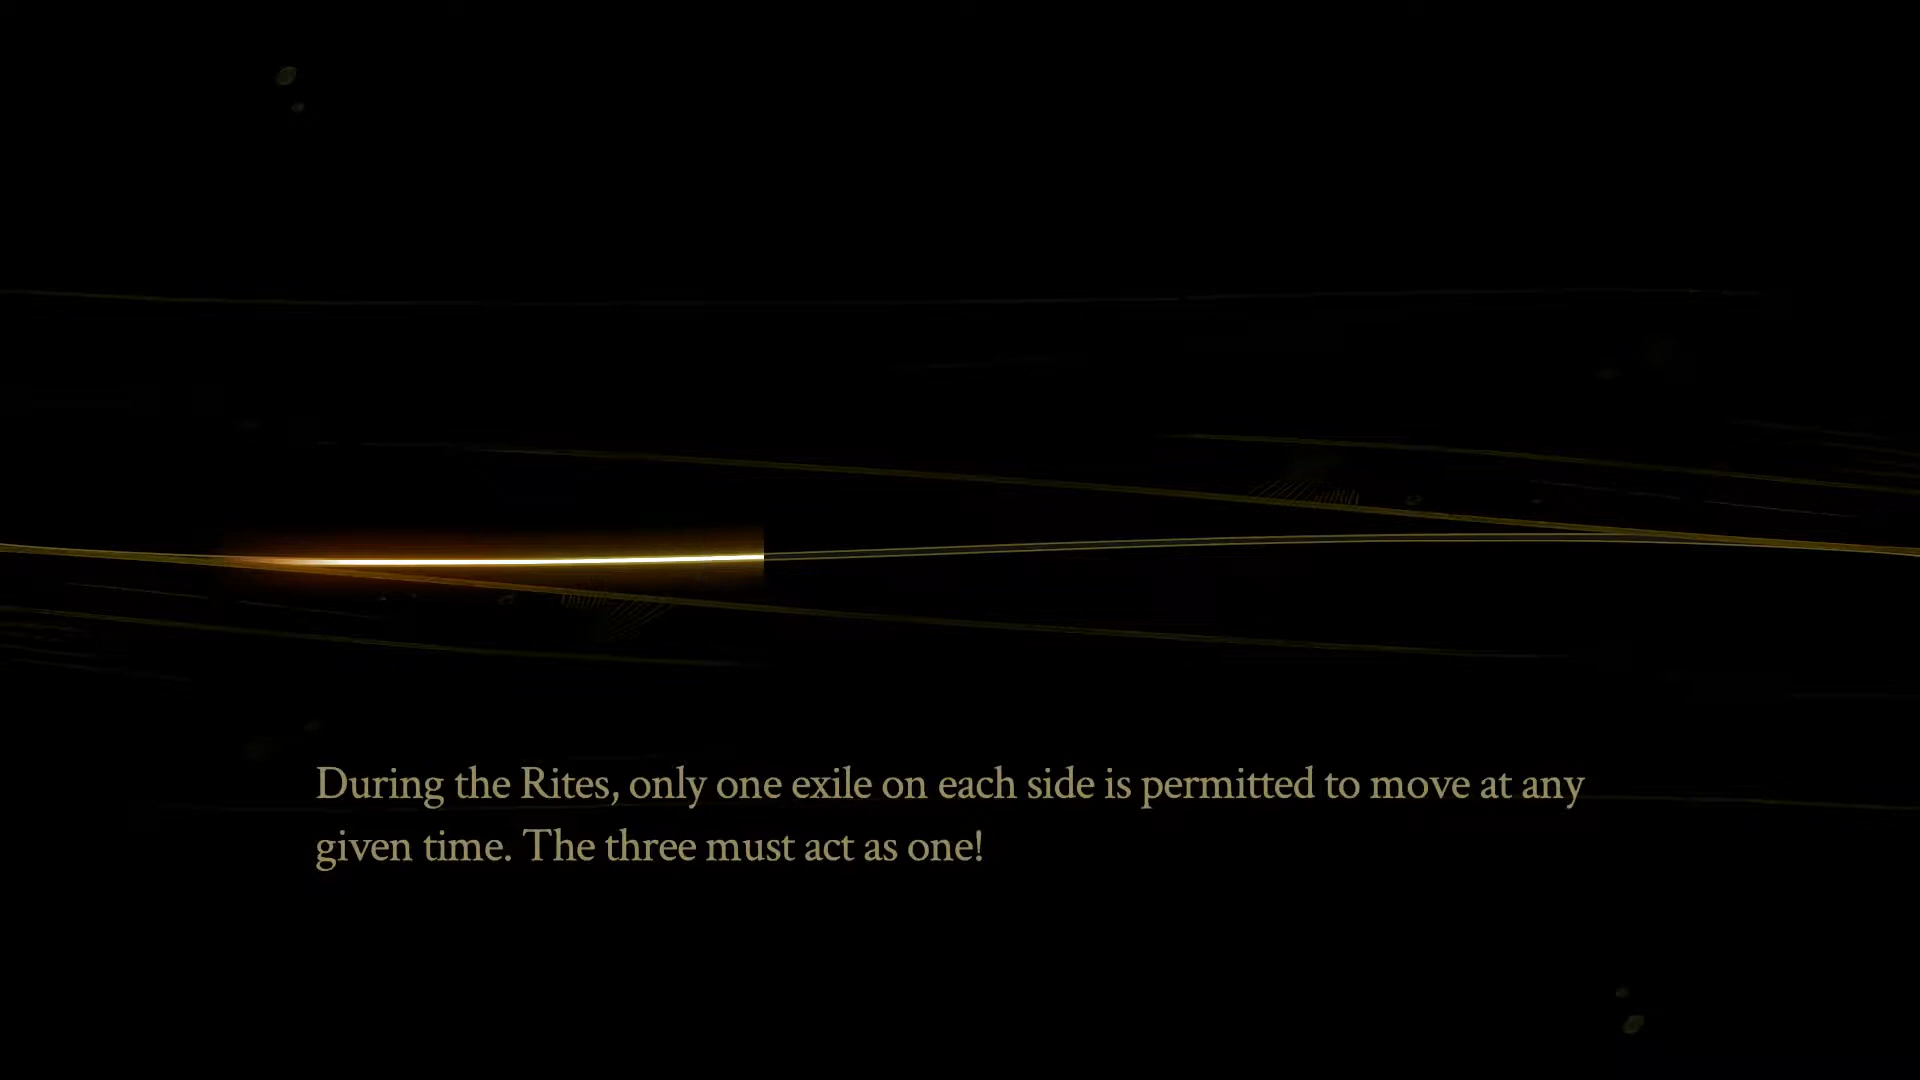 During the Rites, only one exile on each side is permitted to move at any
given time. The three must act as one!